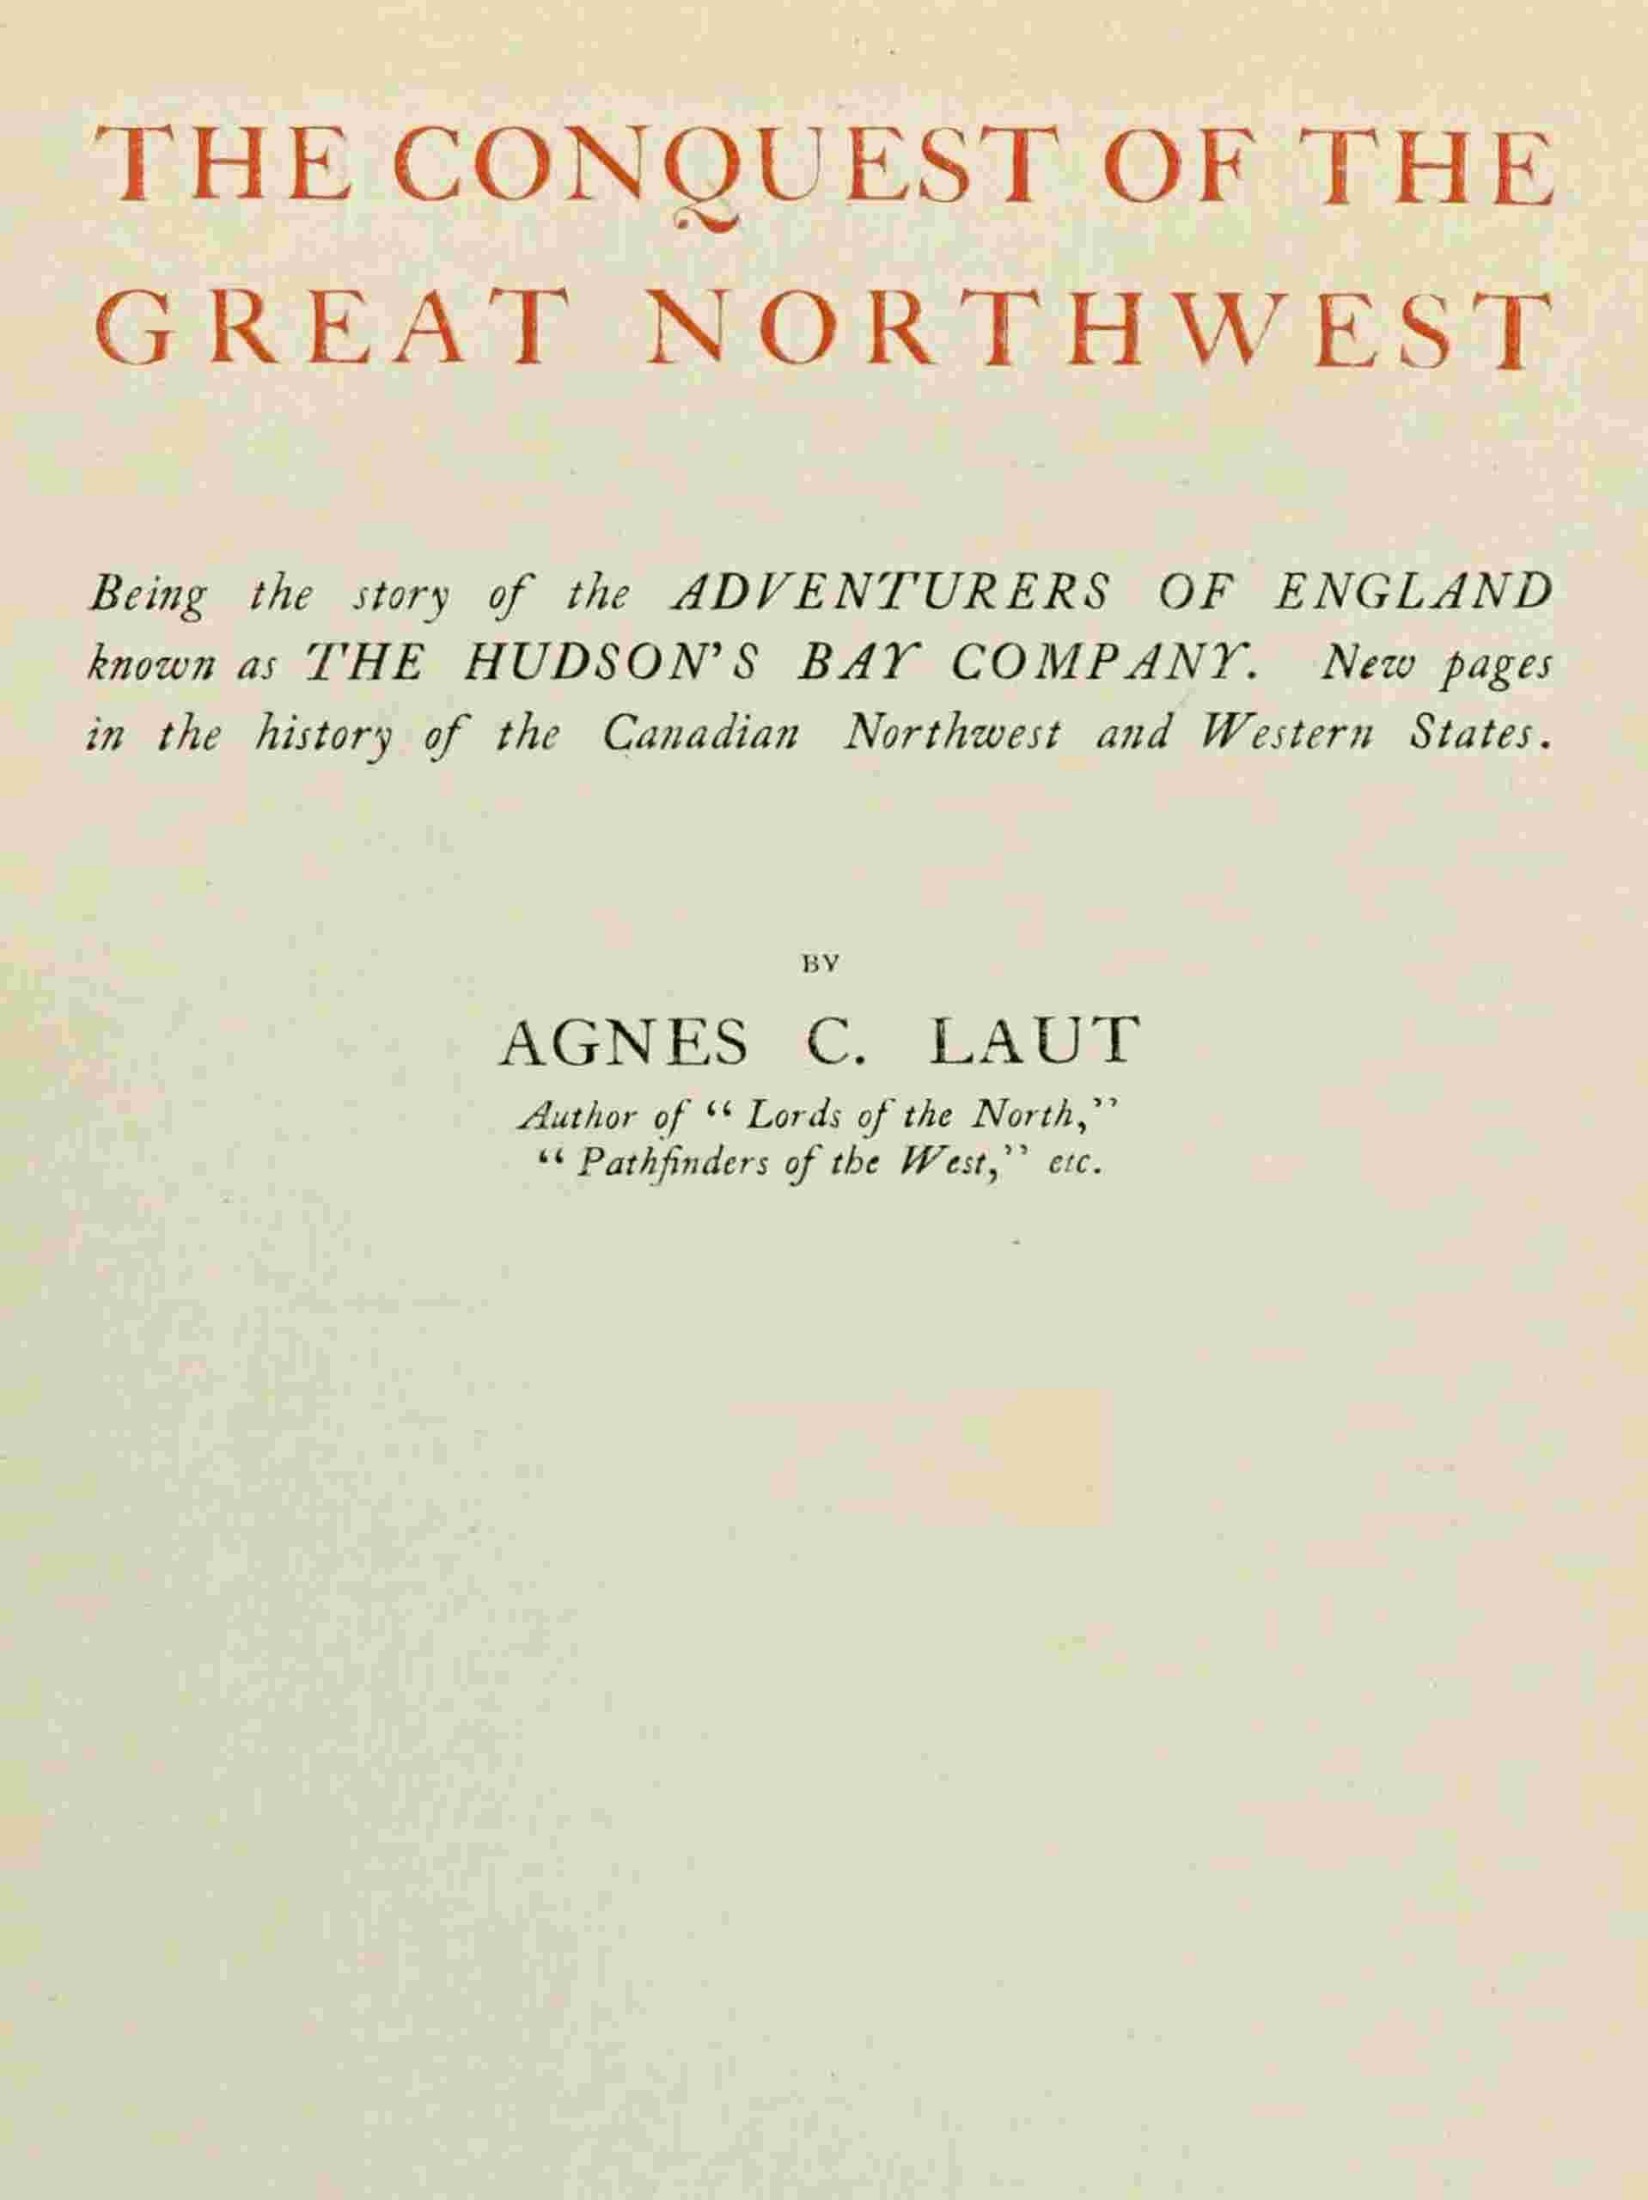 THE CONQUEST OF THE
GREAT NORTHWEST
Being the story of the ADVENTURERS OF ENGLAND
known as THE HUDSON'S BAY COMPANY. New pages
in the history of the Canadian Northwest and Western States.
BY
AGNES C. LAUT
Author of “ Lords of the North,”
“ Pathfinders of the West,” etc.